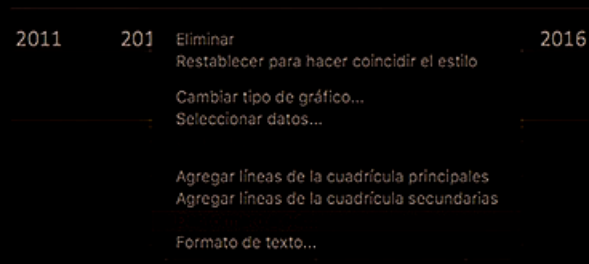 2011 201 2016
Eliminar
Restablecer para hacer coincidir el estilo
Cambiar tipo de gráfico...
Seleccionar datos...
Agregar líneas de la cuadrícula principales
Agregar líneas de la cuadrícula secundarias
Formato de texto...